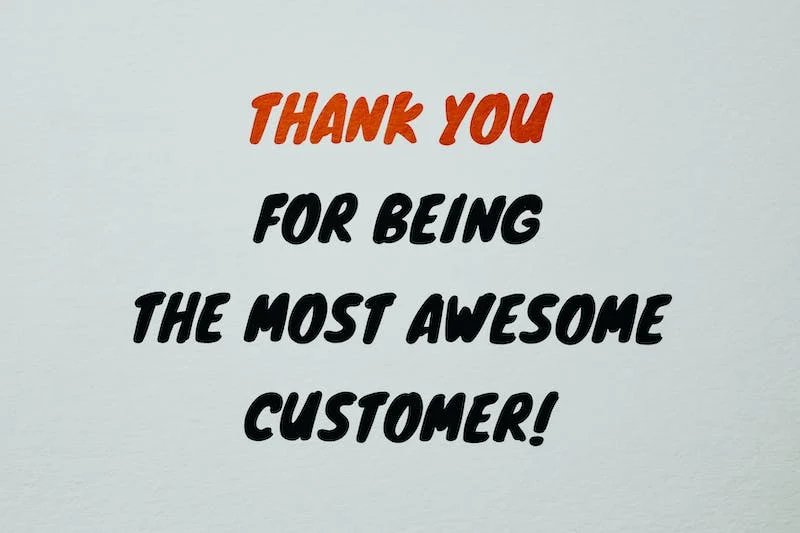 THANK YOU
FOR BEING
THE MOST AWESOME
CUSTOMER!